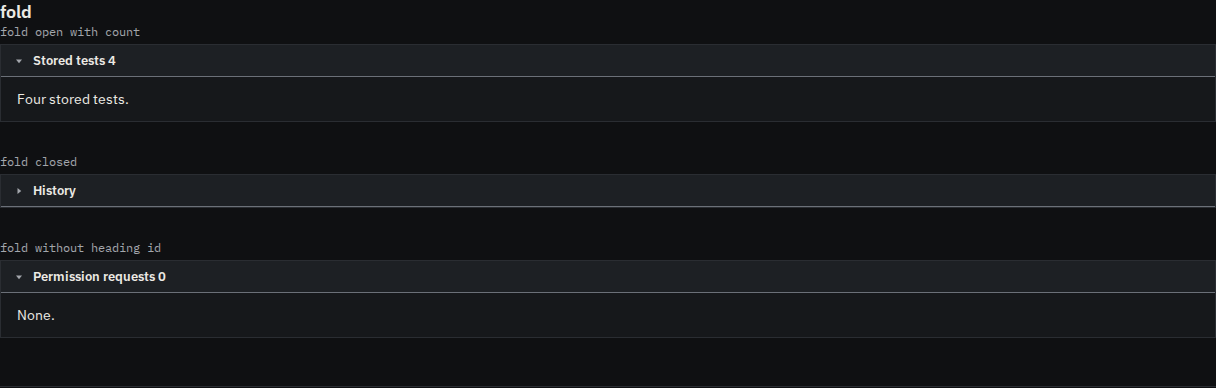 fold
fold open with count
Stored tests 4
Four stored tests.
fold closed
History
fold without heading id
Permission requests 0
None.